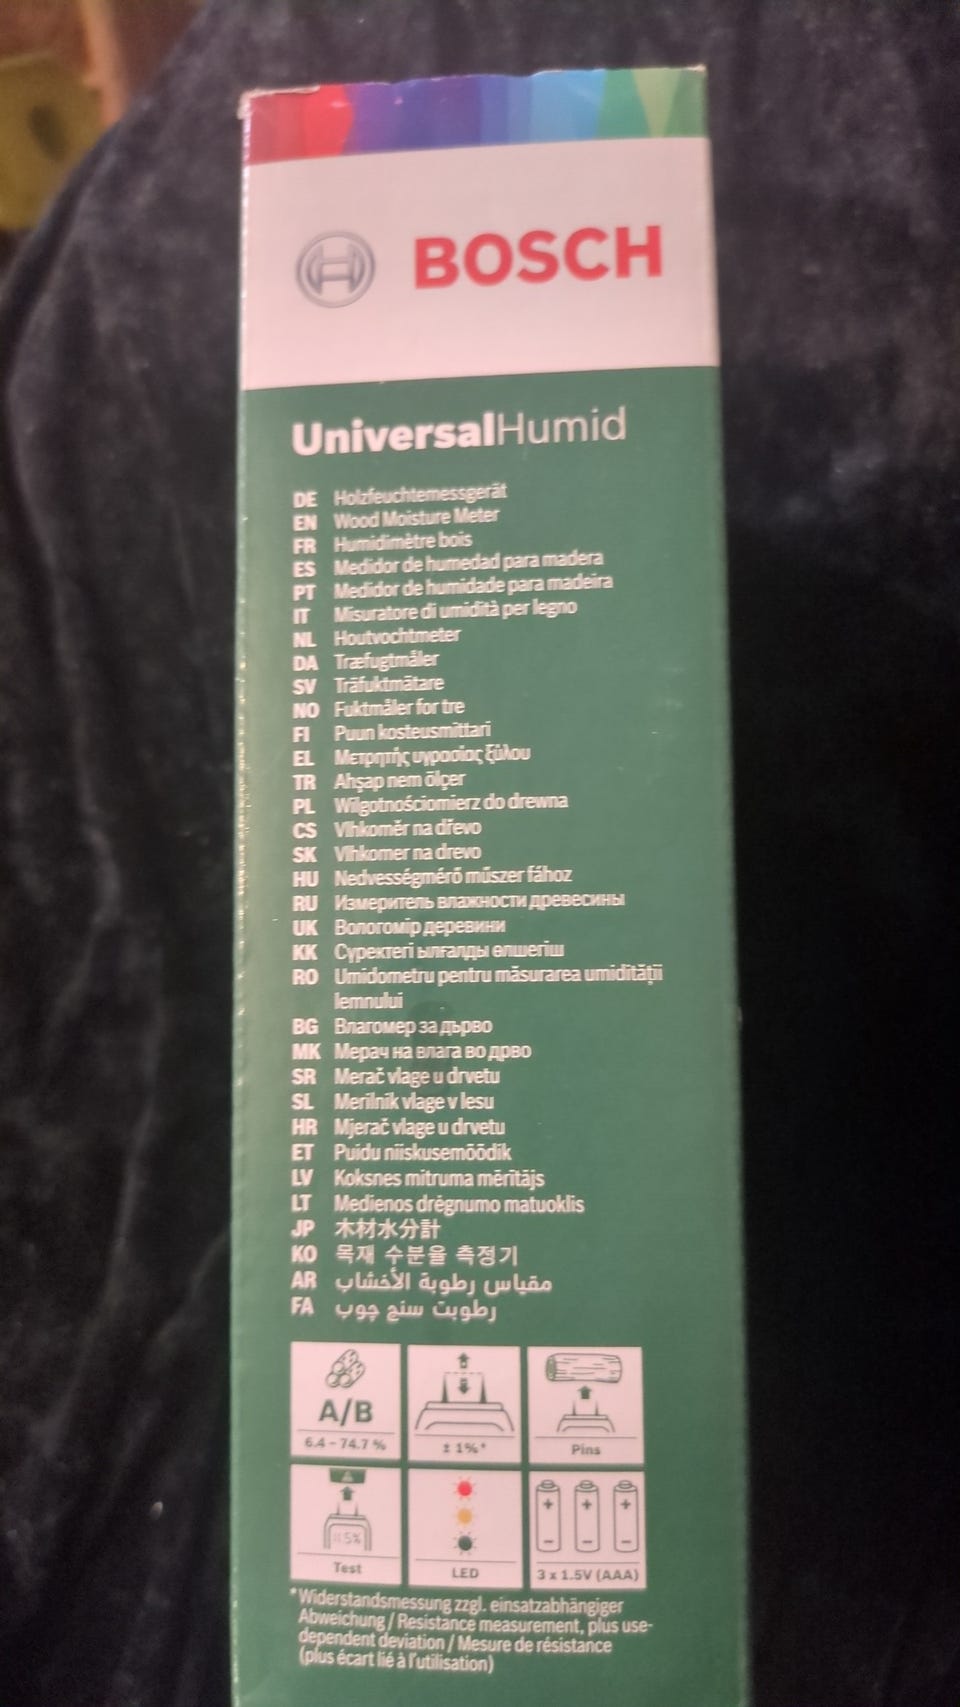 BOSCH
UniversalHumid
DE Holzfeuchtemessgerät
EN Wood Moisture Meter
FR Humidimètre bois
ES Medidor de humedad para madera
PT Medidor de humidade para madeira
IT Misuratore di umidità per legno
NL Houtvochtmeter
DA Træfugtmåler
SV Träfuktmätare
NO Fuktmåler for tre
FI Puun kosteusmittari
EL Μετρητής υγρασίας ξύλου
TR Ahşap nem ölçer
PL Wilgotnościomierz do drewna
CS Vlhkoměr na dřevo
SK Vlhkomer na drevo
HU Nedvességmérő műszer fához
RU Измеритель влажности древесины
UK Вологомір деревини
KK Сүректегі ылғалды өлшегіш
RO Umidometru pentru măsurarea umidității
lemnului
BG Влагомер за дърво
MK Мерач на влага во дрво
SR Merač vlage u drvetu
SL Merilnik vlage v lesu
HR Mjerač vlage u drvetu
ET Puidu niiskusemõõdik
LV Koksnes mitruma mērītājs
LT Medienos drėgnumo matuoklis
JP 木材水分計
KO 목재 수분율 측정기
AR مقياس رطوبة الأخشاب
FA رطوبت سنج چوب
A/B
6.4 – 74.7 %
± 1%*
Pins
5%
Test
LED
3 x 1.5V (AAA)
*Widerstandsmessung zzgl. einsatzabhängiger
Abweichung / Resistance measurement, plus use-
dependent deviation / Mesure de résistance
(plus écart lié à l'utilisation)